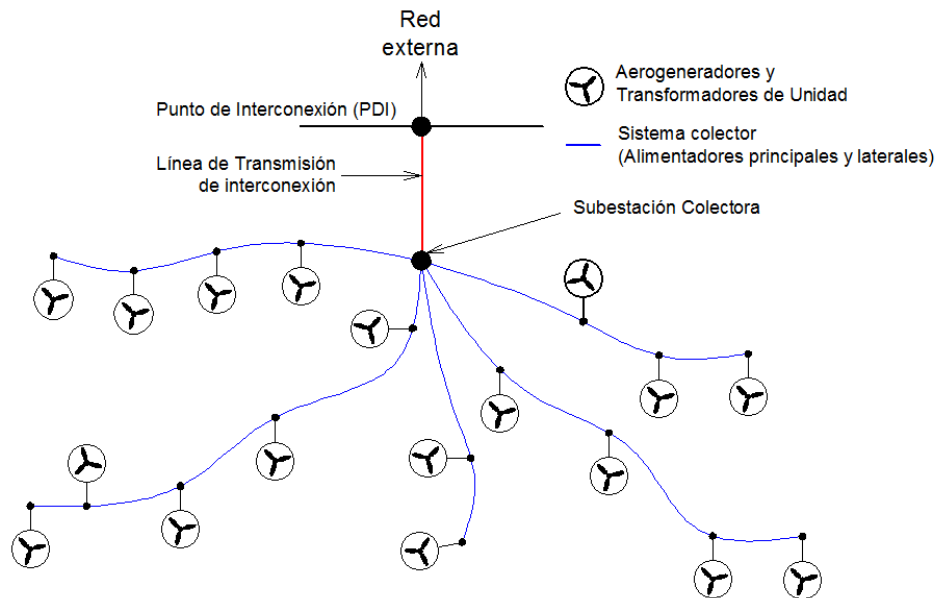 Red
externa
Aerogeneradores y
Transformadores de Unidad
Punto de Interconexión (PDI)
Sistema colector
(Alimentadores principales y laterales)
Línea de Transmisión
de interconexión
Subestación Colectora